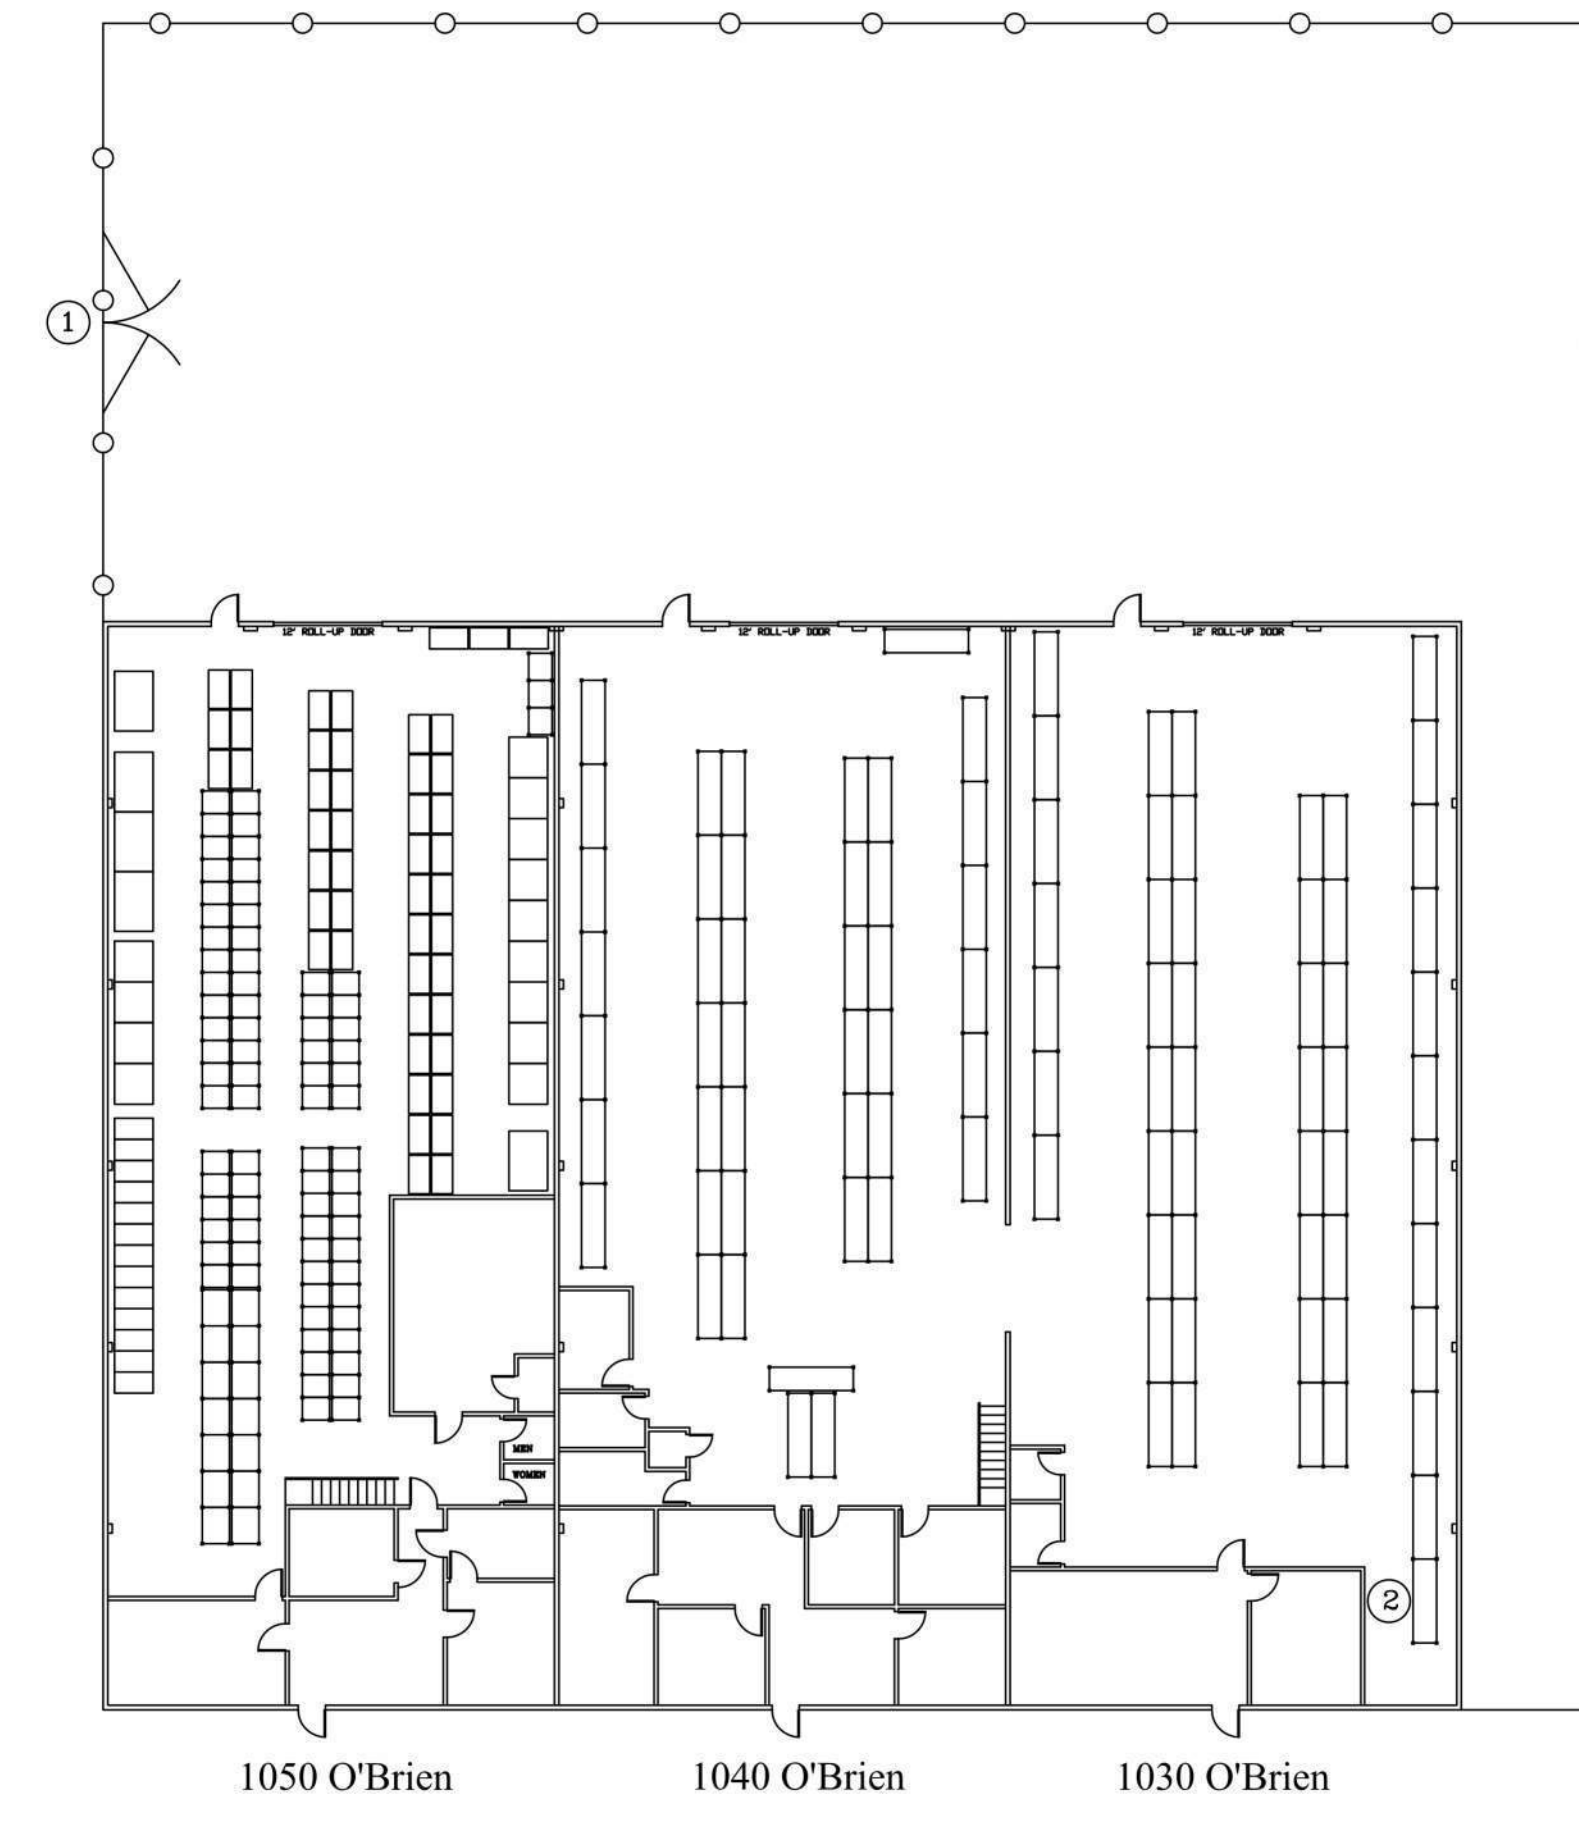 1
12' ROLL-UP DOOR
12' ROLL-UP DOOR
12' ROLL-UP DOOR
MEN
WOMEN
2
1050 O'Brien
1040 O'Brien
1030 O'Brien